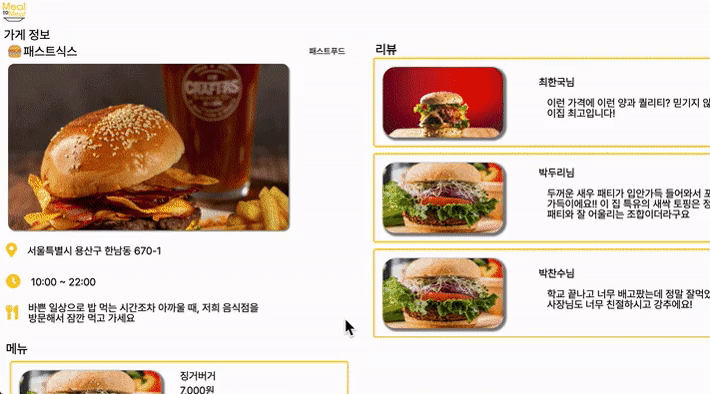 Meal
to Meal
가게 정보
패스트식스
패스트푸드
CRAFTERS
서울특별시 용산구 한남동 670-1
10:00 ~ 22:00
바쁜 일상으로 밥 먹는 시간조차 아까울 때, 저희 음식점을
방문해서 잠깐 먹고 가세요
메뉴
징거버거
7,000원
리뷰
최한국님
이런 가격에 이런 양과 퀄리티? 믿기지 않
이집 최고입니다!
박두리님
두꺼운 새우 패티가 입안가득 들어와서 포
가득이에요!! 이 집 특유의 새싹 토핑은 정
패티와 잘 어울리는 조합이더라구요
박찬수님
학교 끝나고 너무 배고팠는데 정말 잘먹았
사장님도 너무 친절하시고 강추에요!